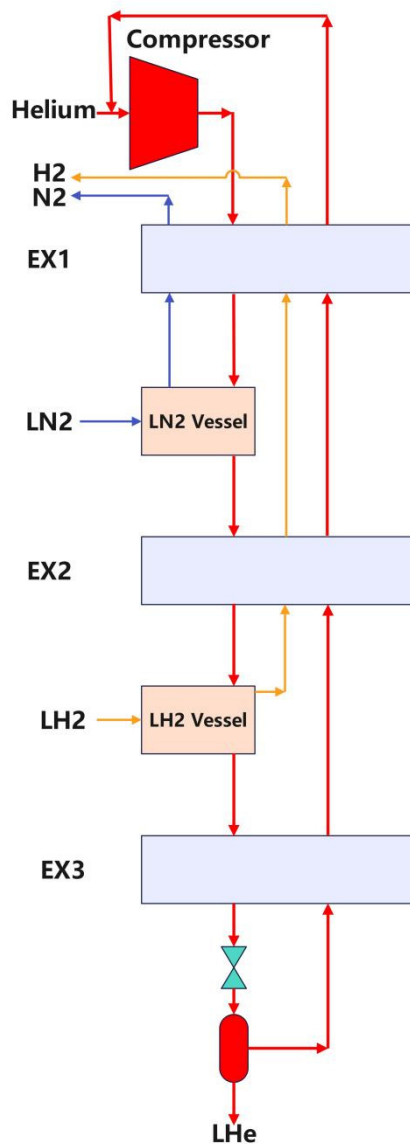 Compressor
Helium
H2
N2
EX1
LN2
LN2 Vessel
EX2
LH2
LH2 Vessel
EX3
LHe